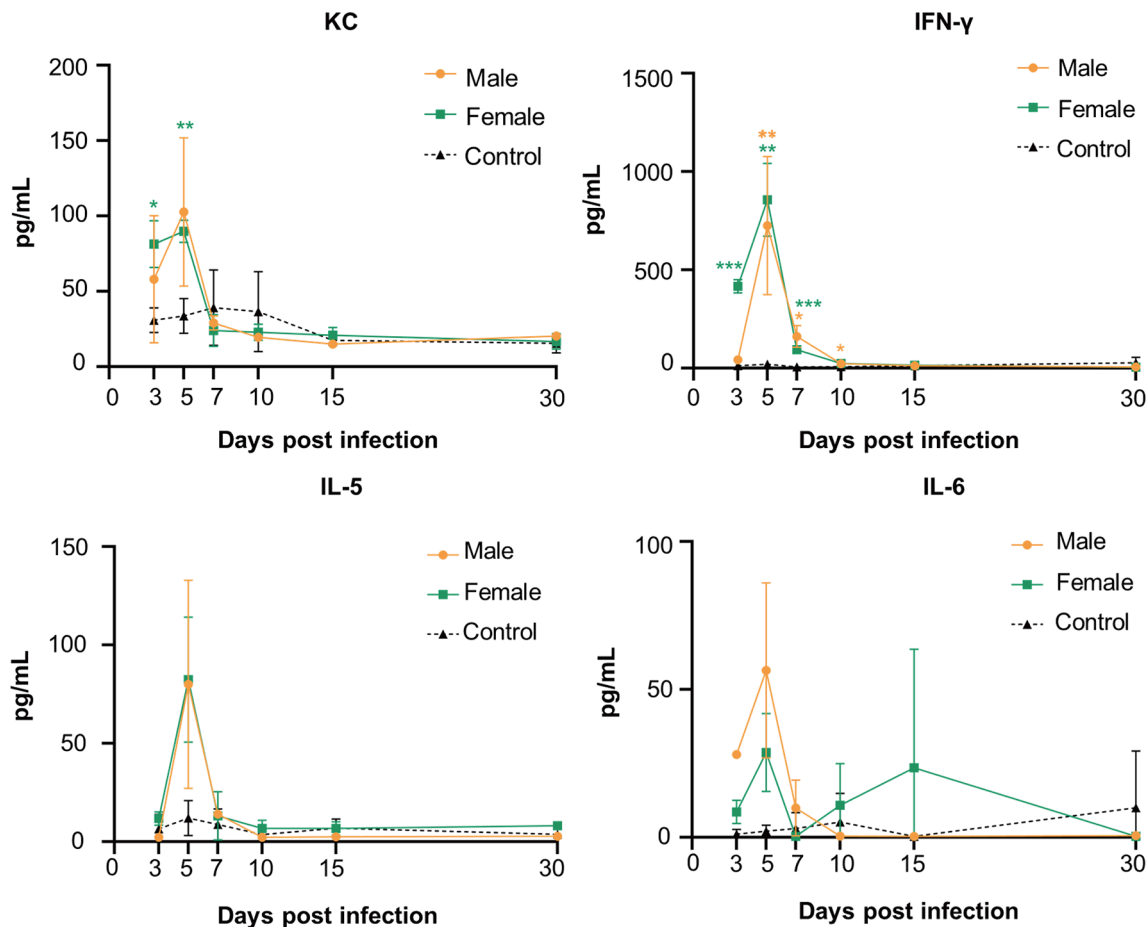 KC
200
150
100
50
0
pg/mL
Male
Female
Control
*
**
0 3 5 7 10 15 30
Days post infection
IFN-γ
1500
1000
500
0
pg/mL
Male
Female
Control
***
**
**
***
*
*
0 3 5 7 10 15 30
Days post infection
IL-5
150
100
50
0
pg/mL
Male
Female
Control
0 3 5 7 10 15 30
Days post infection
IL-6
100
50
0
pg/mL
Male
Female
Control
0 3 5 7 10 15 30
Days post infection